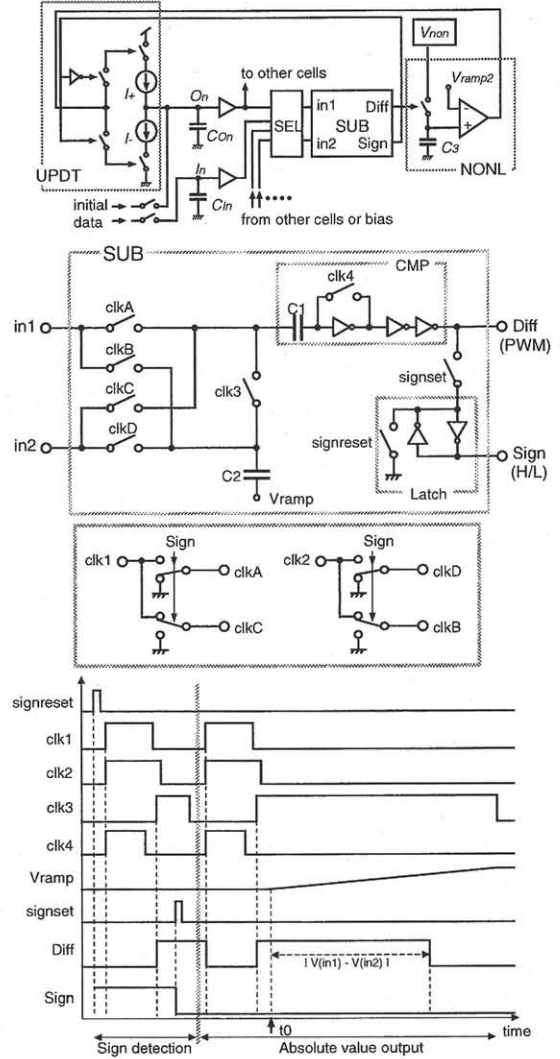 Vnon
to other cells
Vramp2
I+
On
COn
in1
Diff
SEL
SUB
in2
Sign
C3
I-
In
CIn
UPDT
NONL
initial
data
from other cells or bias
SUB
CMP
clk4
C1
in1
clkA
clkB
clkC
clkD
in2
clk3
C2
Vramp
Diff
(PWM)
signset
signreset
Latch
Sign
(H/L)
clk1
Sign
clkA
clkC
clk2
Sign
clkD
clkB
signreset
clk1
clk2
clk3
clk4
Vramp
signset
Diff
| V(in1) - V(in2) |
Sign
t0
time
Sign detection
Absolute value output